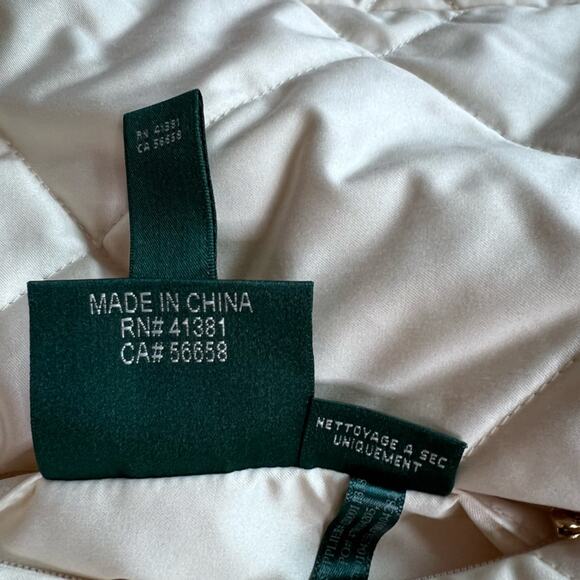 RN 41381
CA 56658
MADE IN CHINA
RN# 41381
CA# 56658
NETTOYAGE A SEC
UNIQUEMENT